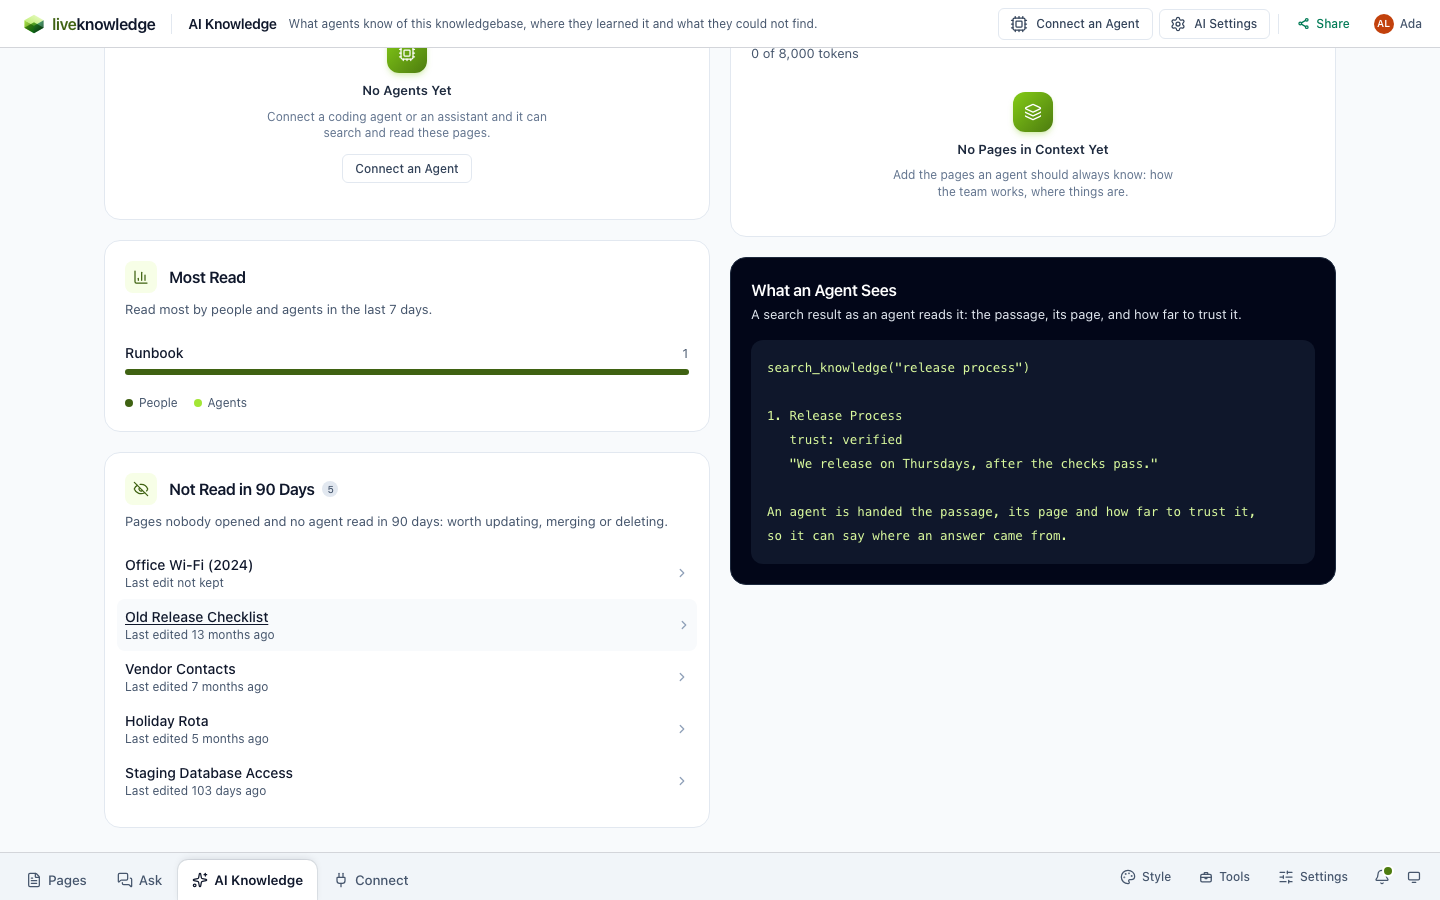 liveknowledge
AI Knowledge
What agents know of this knowledgebase, where they learned it and what they could not find.
Connect an Agent
AI Settings
Share
AL
Ada
No Agents Yet
Connect a coding agent or an assistant and it can
search and read these pages.
Connect an Agent
Most Read
Read most by people and agents in the last 7 days.
Runbook
1
People
Agents
Not Read in 90 Days
5
Pages nobody opened and no agent read in 90 days: worth updating, merging or deleting.
Office Wi-Fi (2024)
Last edit not kept
Old Release Checklist
Last edited 13 months ago
Vendor Contacts
Last edited 7 months ago
Holiday Rota
Last edited 5 months ago
Staging Database Access
Last edited 103 days ago
0 of 8,000 tokens
No Pages in Context Yet
Add the pages an agent should always know: how
the team works, where things are.
What an Agent Sees
A search result as an agent reads it: the passage, its page, and how far to trust it.
search_knowledge("release process")
1. Release Process
trust: verified
"We release on Thursdays, after the checks pass."
An agent is handed the passage, its page and how far to trust it,
so it can say where an answer came from.
Pages
Ask
AI Knowledge
Connect
Style
Tools
Settings